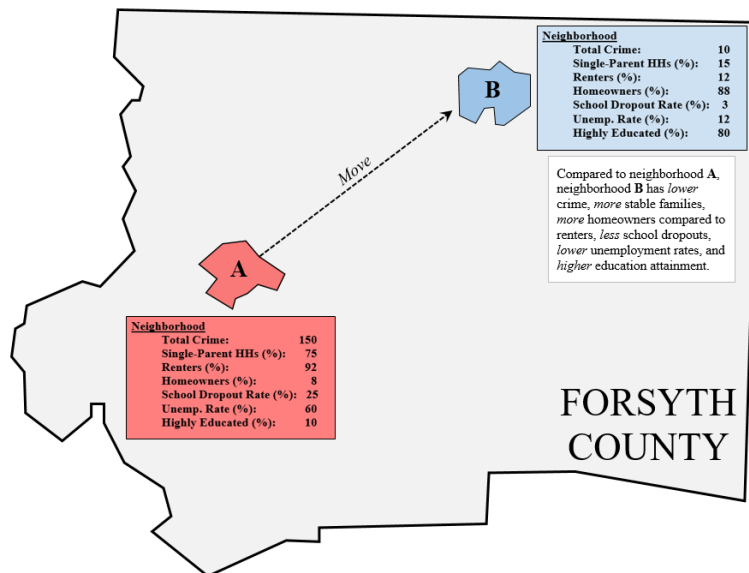 Neighborhood
Total Crime: 10
Single-Parent HHs (%): 15
Renters (%): 12
Homeowners (%): 88
School Dropout Rate (%): 3
Unemp. Rate (%): 12
Highly Educated (%): 80
B
Compared to neighborhood A,
neighborhood B has lower
crime, more stable families,
more homeowners compared to
renters, less school dropouts,
lower unemployment rates, and
higher education attainment.
Move
A
Neighborhood
Total Crime: 150
Single-Parent HHs (%): 75
Renters (%): 92
Homeowners (%): 8
School Dropout Rate (%): 25
Unemp. Rate (%): 60
Highly Educated (%): 10
FORSYTH
COUNTY